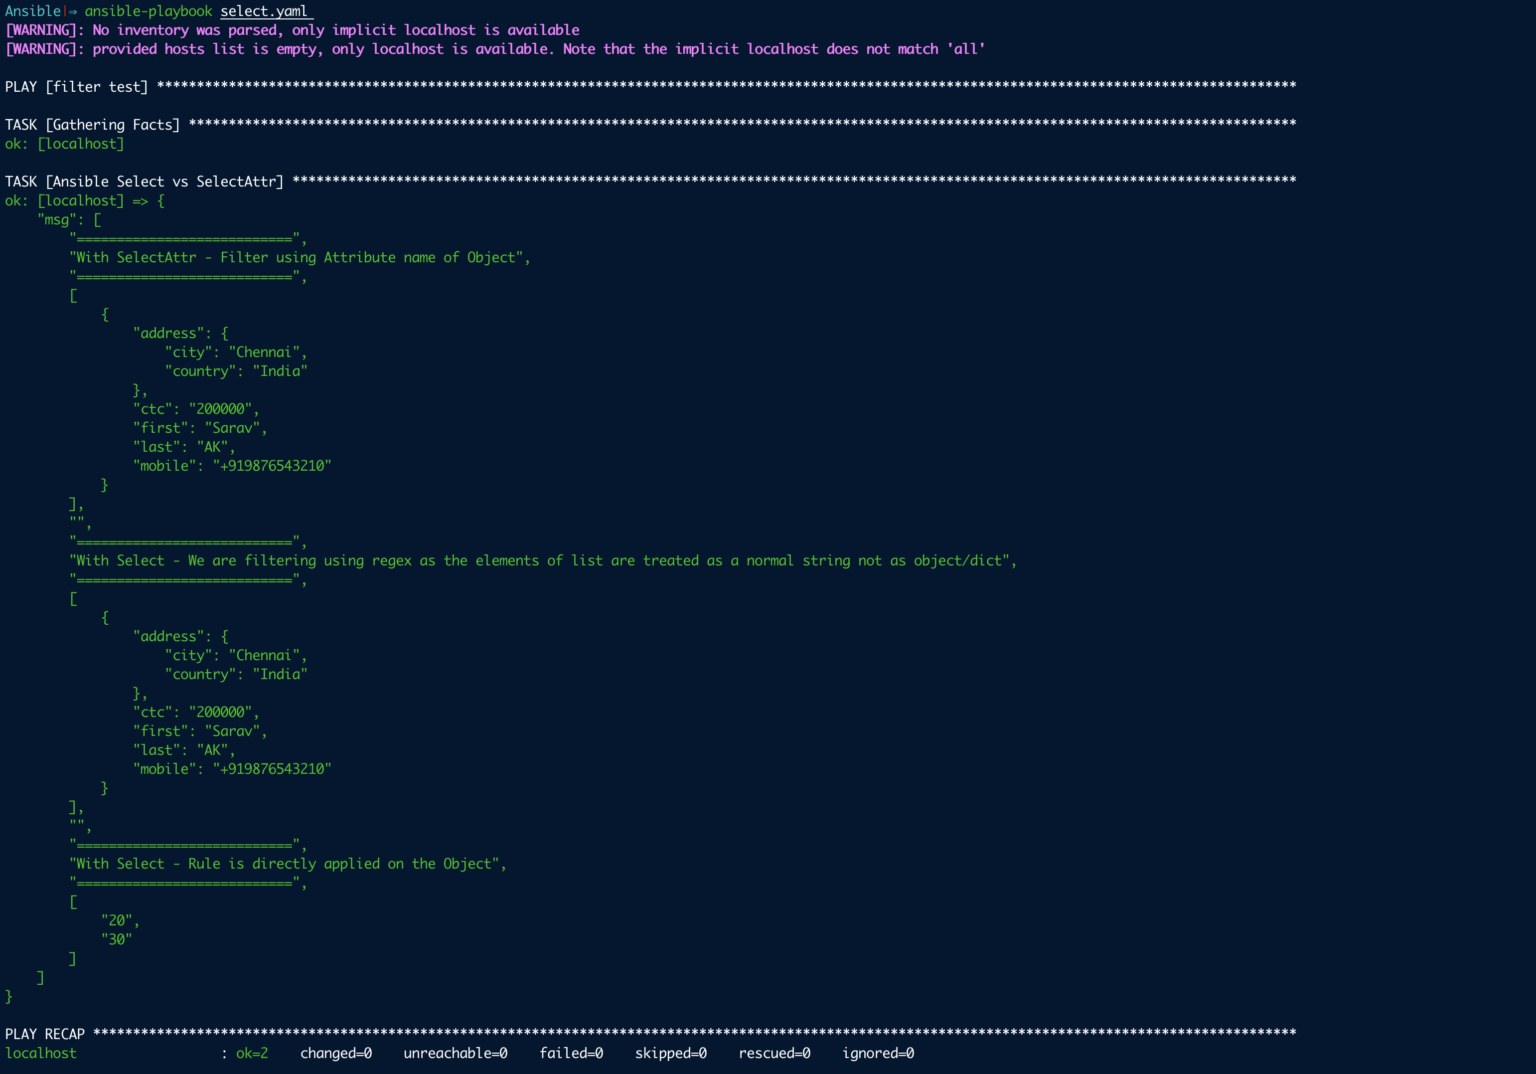 Ansible|⇒ ansible-playbook select.yaml
[WARNING]: No inventory was parsed, only implicit localhost is available
[WARNING]: provided hosts list is empty, only localhost is available. Note that the implicit localhost does not match 'all'
PLAY [filter test] ***********************************************************************************************************************************************
TASK [Gathering Facts] *******************************************************************************************************************************************
ok: [localhost]
TASK [Ansible Select vs SelectAttr] ******************************************************************************************************************************
ok: [localhost] => {
    "msg": [
        "===========================",
        "With SelectAttr - Filter using Attribute name of Object",
        "===========================",
        [
            {
                "address": {
                    "city": "Chennai",
                    "country": "India"
                },
                "ctc": "200000",
                "first": "Sarav",
                "last": "AK",
                "mobile": "+919876543210"
            }
        ],
        "",
        "===========================",
        "With Select - We are filtering using regex as the elements of list are treated as a normal string not as object/dict",
        "===========================",
        [
            {
                "address": {
                    "city": "Chennai",
                    "country": "India"
                },
                "ctc": "200000",
                "first": "Sarav",
                "last": "AK",
                "mobile": "+919876543210"
            }
        ],
        "",
        "===========================",
        "With Select - Rule is directly applied on the Object",
        "===========================",
        [
            "20",
            "30"
        ]
    ]
}
PLAY RECAP *******************************************************************************************************************************************************
localhost                  : ok=2    changed=0    unreachable=0    failed=0    skipped=0    rescued=0    ignored=0